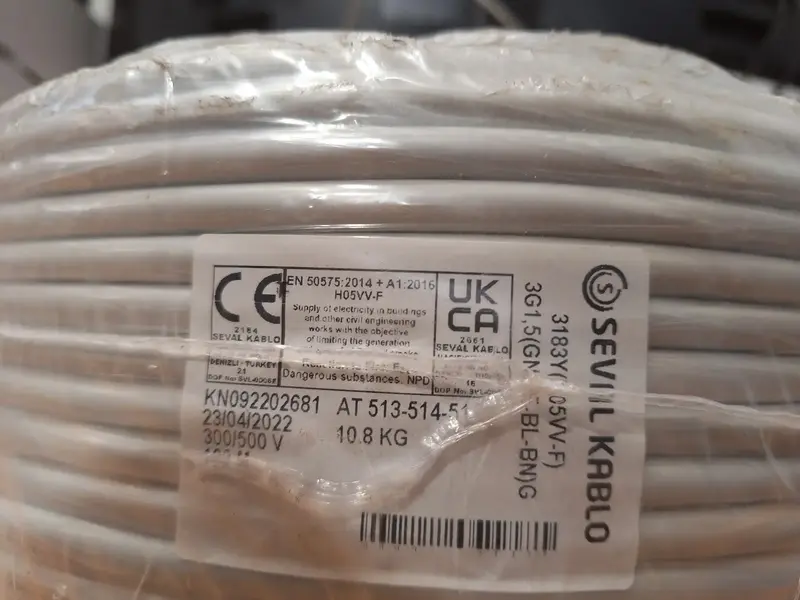 CE
2184
SEVAL KABLO
DENIZLI - TURKEY
21
EN 50575:2014 + A1:2016
H05VV-F
Supply of electricity in buildings
and other civil engineering
works with the objective
of limiting the generation
Dangerous substances. NPD
UK
CA
SEVAL KABLO
16
KN092202681 AT 513-514-51
23/04/2022
300/500 V 10.8 KG
SEVAL KABLO
3183Y 05VV-F)
3G1,5(GN BL-BN)G